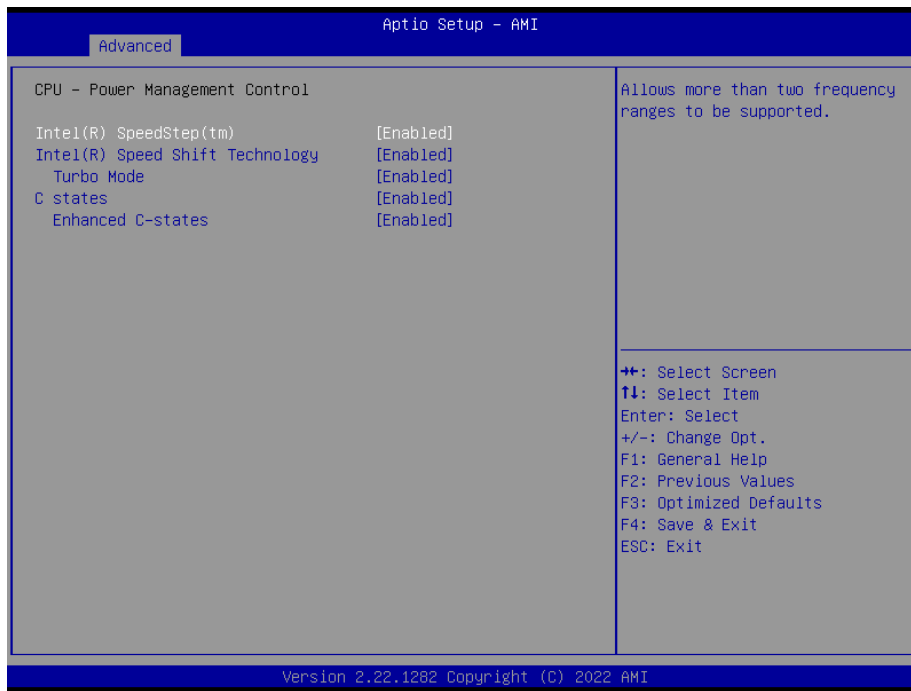 Aptio Setup – AMI
Advanced
CPU – Power Management Control
Intel(R) SpeedStep(tm) [Enabled]
Intel(R) Speed Shift Technology [Enabled]
Turbo Mode [Enabled]
C states [Enabled]
Enhanced C-states [Enabled]
Allows more than two frequency
ranges to be supported.
→←: Select Screen
↑↓: Select Item
Enter: Select
+/-: Change Opt.
F1: General Help
F2: Previous Values
F3: Optimized Defaults
F4: Save & Exit
ESC: Exit
Version 2.22.1282 Copyright (C) 2022 AMI